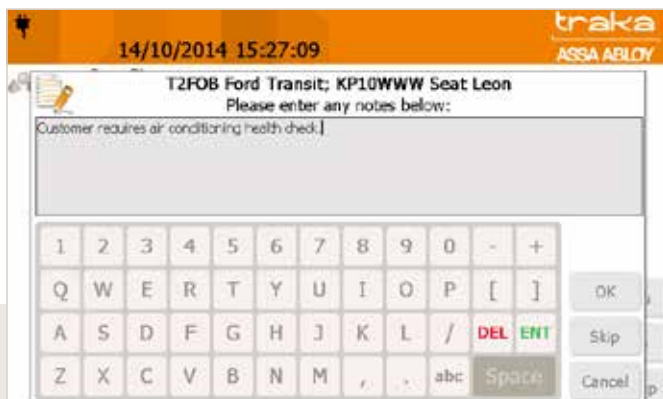 traka
14/10/2014 15:27:09
ASSA ABLOY
T2FOB Ford Transit; KP10WWW Seat Leon
Please enter any notes below:
Customer requires air conditioning health check.
1 2 3 4 5 6 7 8 9 0 - +
Q W E R T Y U I O P [ ]
OK
A S D F G H J K L / DEL ENT
Skip
Z X C V B N M , . abc Space
Cancel